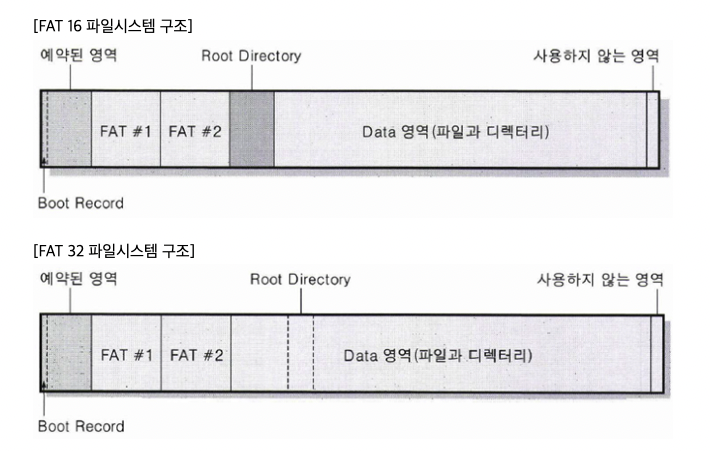 [FAT 16 파일시스템 구조]
예약된 영역 Root Directory 사용하지 않는 영역
FAT #1 FAT #2 Data 영역(파일과 디렉터리)
Boot Record
[FAT 32 파일시스템 구조]
예약된 영역 Root Directory 사용하지 않는 영역
FAT #1 FAT #2 Data 영역(파일과 디렉터리)
Boot Record